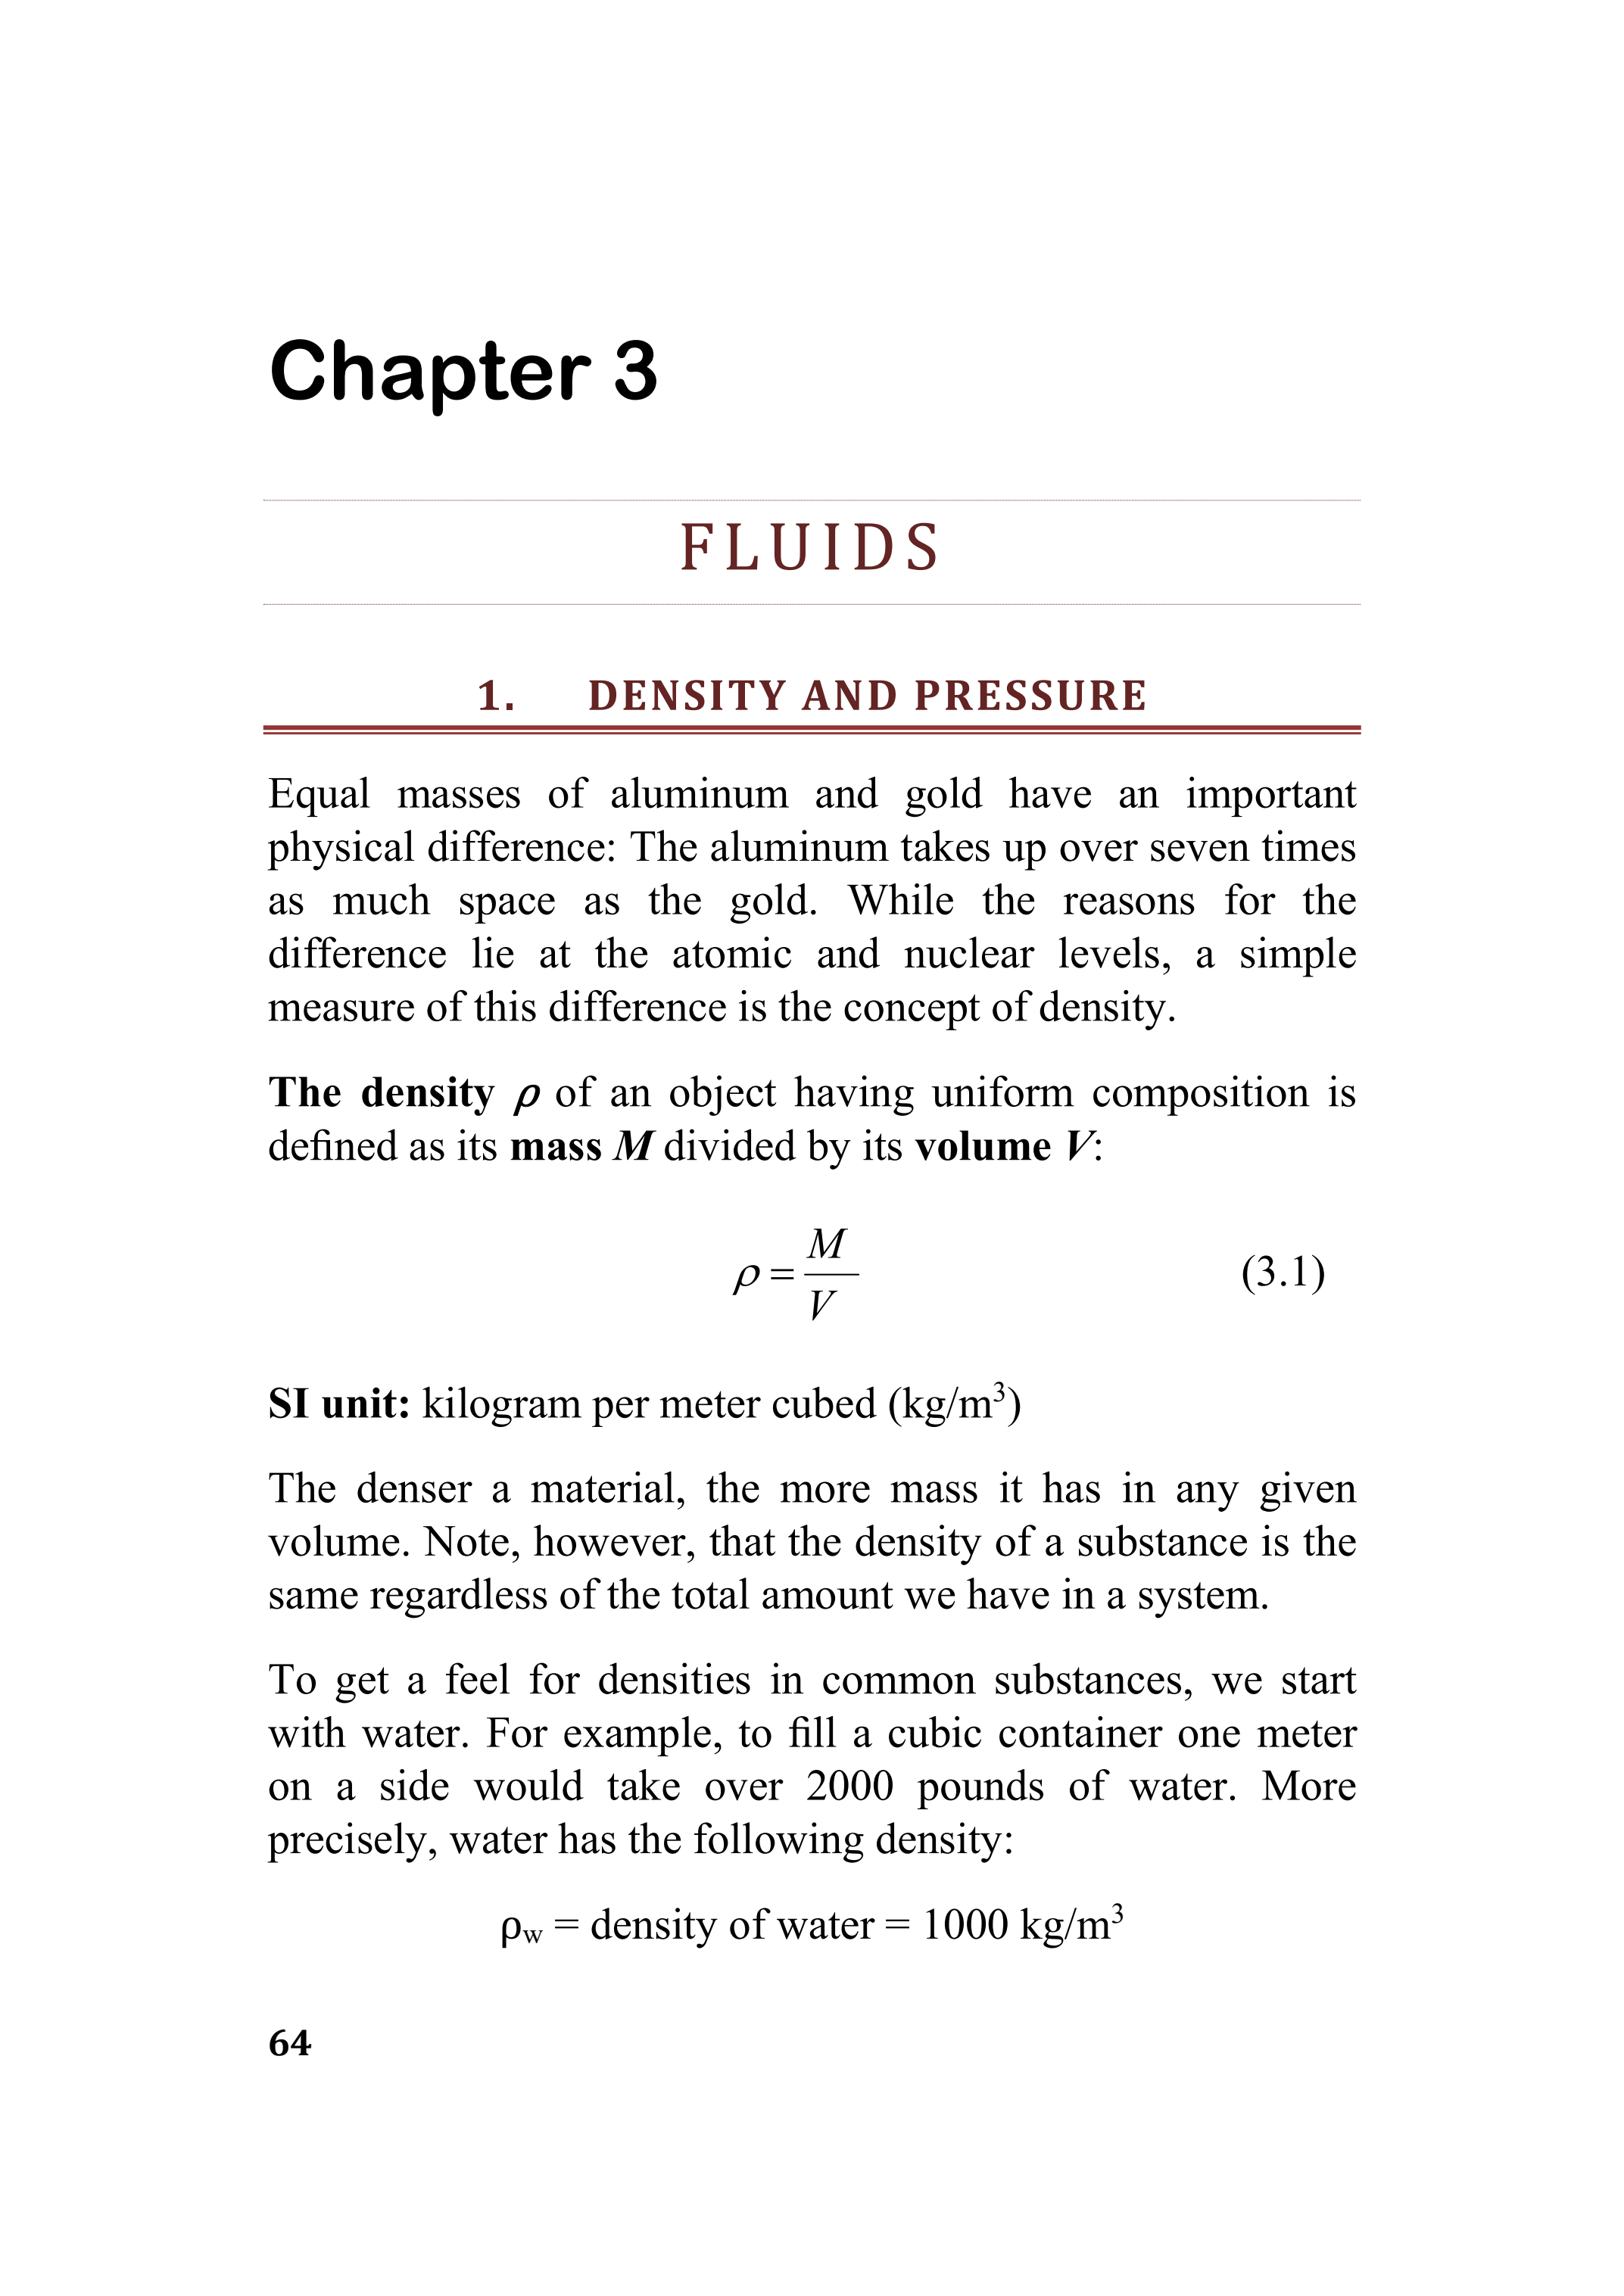 Chapter 3
FLUIDS
1. DENSITY AND PRESSURE
Equal masses of aluminum and gold have an important
physical difference: The aluminum takes up over seven times
as much space as the gold. While the reasons for the
difference lie at the atomic and nuclear levels, a simple
measure of this difference is the concept of density.
The density ρ of an object having uniform composition is
defined as its mass M divided by its volume V:
ρ = M/V (3.1)
SI unit: kilogram per meter cubed (kg/m³)
The denser a material, the more mass it has in any given
volume. Note, however, that the density of a substance is the
same regardless of the total amount we have in a system.
To get a feel for densities in common substances, we start
with water. For example, to fill a cubic container one meter
on a side would take over 2000 pounds of water. More
precisely, water has the following density:
ρw = density of water = 1000 kg/m³
64